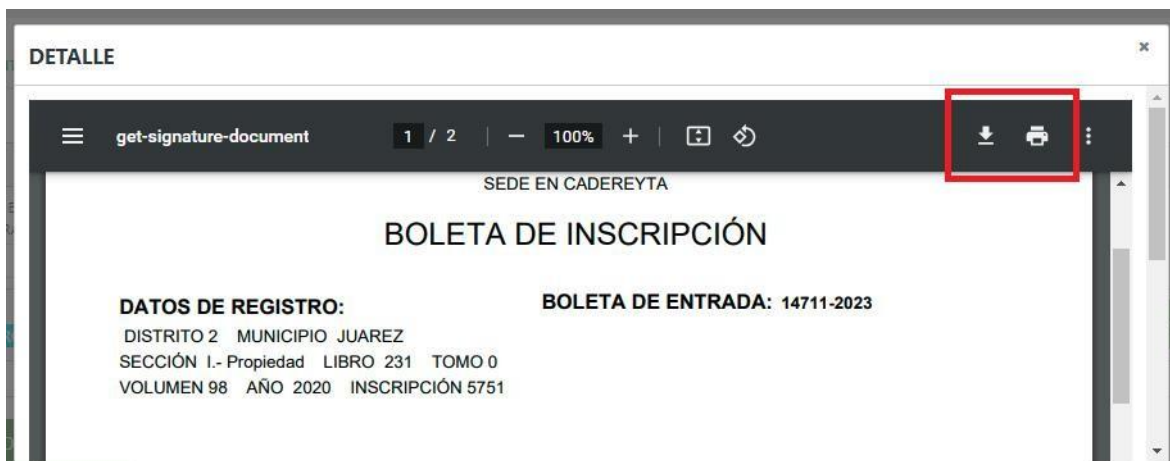 DETALLE
get-signature-document 1 / 2 100%
SEDE EN CADEREYTA
BOLETA DE INSCRIPCIÓN
DATOS DE REGISTRO: BOLETA DE ENTRADA: 14711-2023
DISTRITO 2 MUNICIPIO JUAREZ
SECCIÓN I.- Propiedad LIBRO 231 TOMO 0
VOLUMEN 98 AÑO 2020 INSCRIPCIÓN 5751